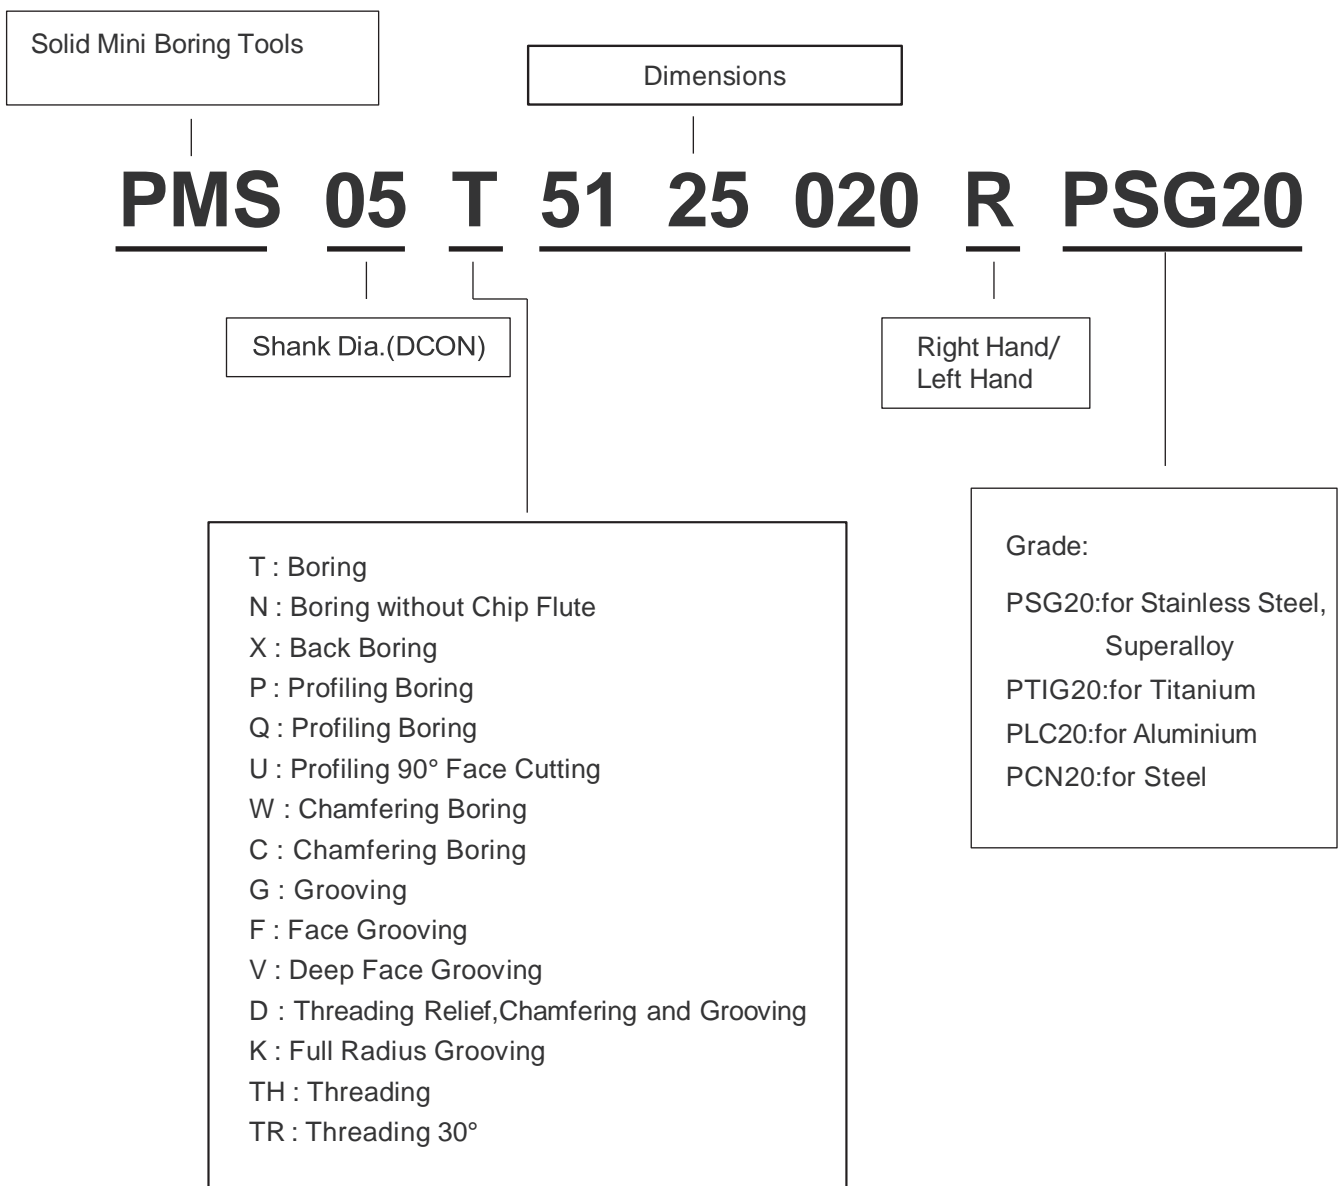 Solid Mini Boring Tools
Dimensions
PMS 05 T 51 25 020 R PSG20
Shank Dia.(DCON)
Right Hand/
Left Hand
T : Boring
N : Boring without Chip Flute
X : Back Boring
P : Profiling Boring
Q : Profiling Boring
U : Profiling 90° Face Cutting
W : Chamfering Boring
C : Chamfering Boring
G : Grooving
F : Face Grooving
V : Deep Face Grooving
D : Threading Relief,Chamfering and Grooving
K : Full Radius Grooving
TH : Threading
TR : Threading 30°
Grade:
PSG20:for Stainless Steel,
Superalloy
PTIG20:for Titanium
PLC20:for Aluminium
PCN20:for Steel